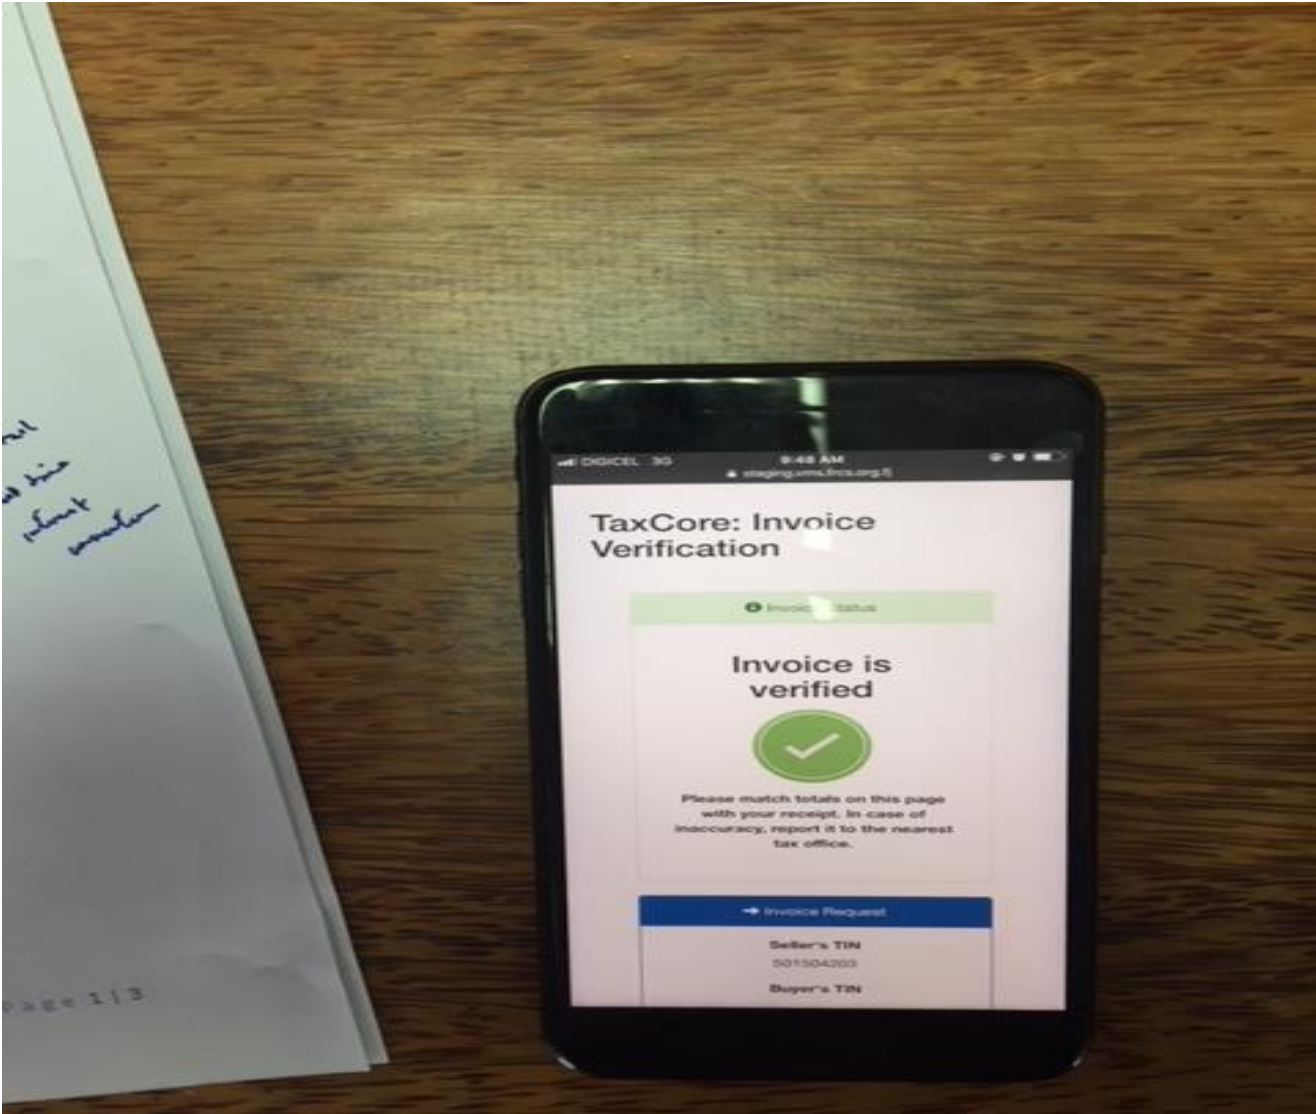 DIGICEL 3G 9:48 AM
staging.vms.frcs.org.fj
TaxCore: Invoice
Verification
Invoice Status
Invoice is
verified
Please match totals on this page
with your receipt. In case of
inaccuracy, report it to the nearest
tax office.
Invoice Request
Seller's TIN
501504203
Buyer's TIN
Page 1|3